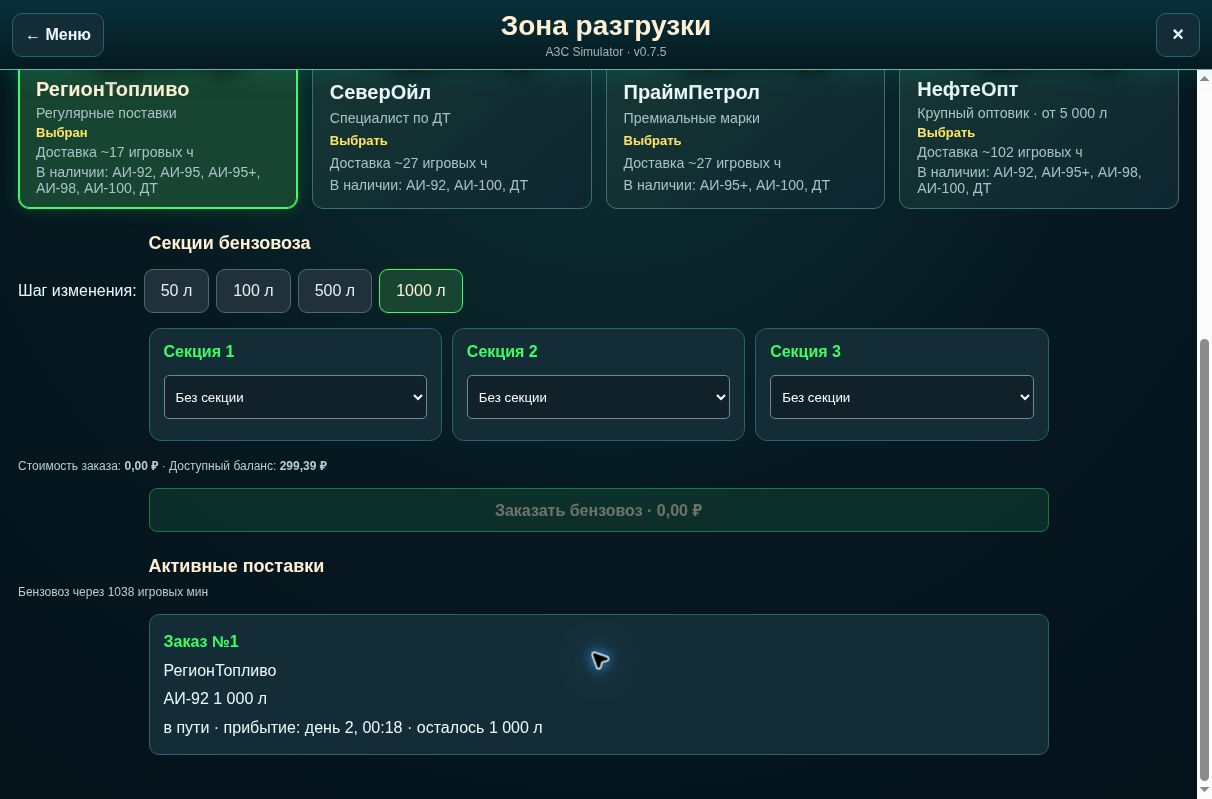 ← Меню
Зона разгрузки
АЗС Simulator · v0.7.5
×
РегионТопливо
Регулярные поставки
Выбран
Доставка ~17 игровых ч
В наличии: АИ-92, АИ-95, АИ-95+,
АИ-98, АИ-100, ДТ
СеверОйл
Специалист по ДТ
Выбрать
Доставка ~27 игровых ч
В наличии: АИ-92, АИ-100, ДТ
ПраймПетрол
Премиальные марки
Выбрать
Доставка ~27 игровых ч
В наличии: АИ-95+, АИ-100, ДТ
НефтеОпт
Крупный оптовик · от 5 000 л
Выбрать
Доставка ~102 игровых ч
В наличии: АИ-92, АИ-95+, АИ-98,
АИ-100, ДТ
Секции бензовоза
Шаг изменения: 50 л 100 л 500 л 1000 л
Секция 1
Без секции
Секция 2
Без секции
Секция 3
Без секции
Стоимость заказа: 0,00 ₽ · Доступный баланс: 299,39 ₽
Заказать бензовоз · 0,00 ₽
Активные поставки
Бензовоз через 1038 игровых мин
Заказ №1
РегионТопливо
АИ-92 1 000 л
в пути · прибытие: день 2, 00:18 · осталось 1 000 л